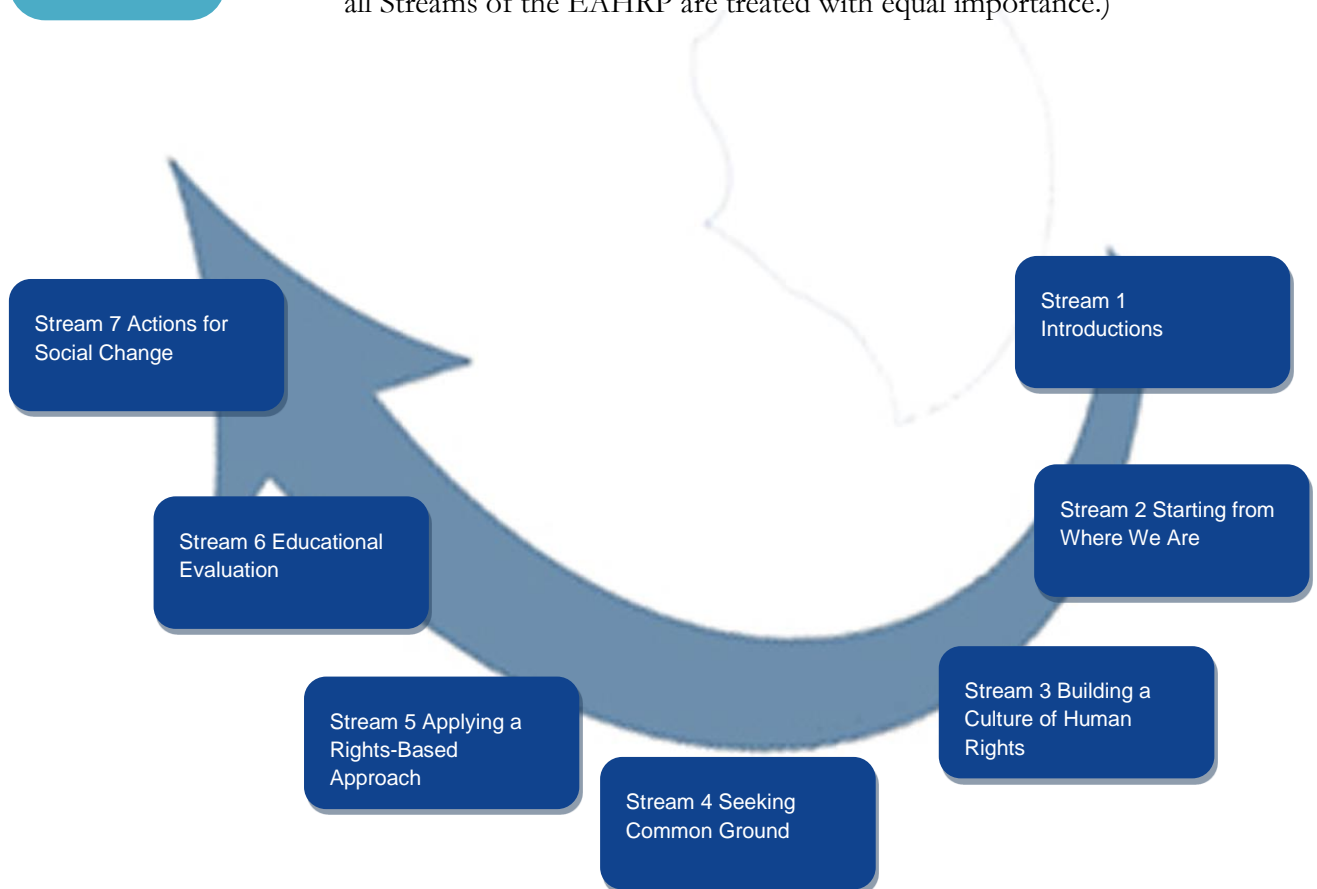 all Streams of the EAHRP are treated with equal importance.)
Stream 1
Introductions
Stream 2 Starting from
Where We Are
Stream 3 Building a
Culture of Human
Rights
Stream 4 Seeking
Common Ground
Stream 5 Applying a
Rights-Based
Approach
Stream 6 Educational
Evaluation
Stream 7 Actions for
Social Change